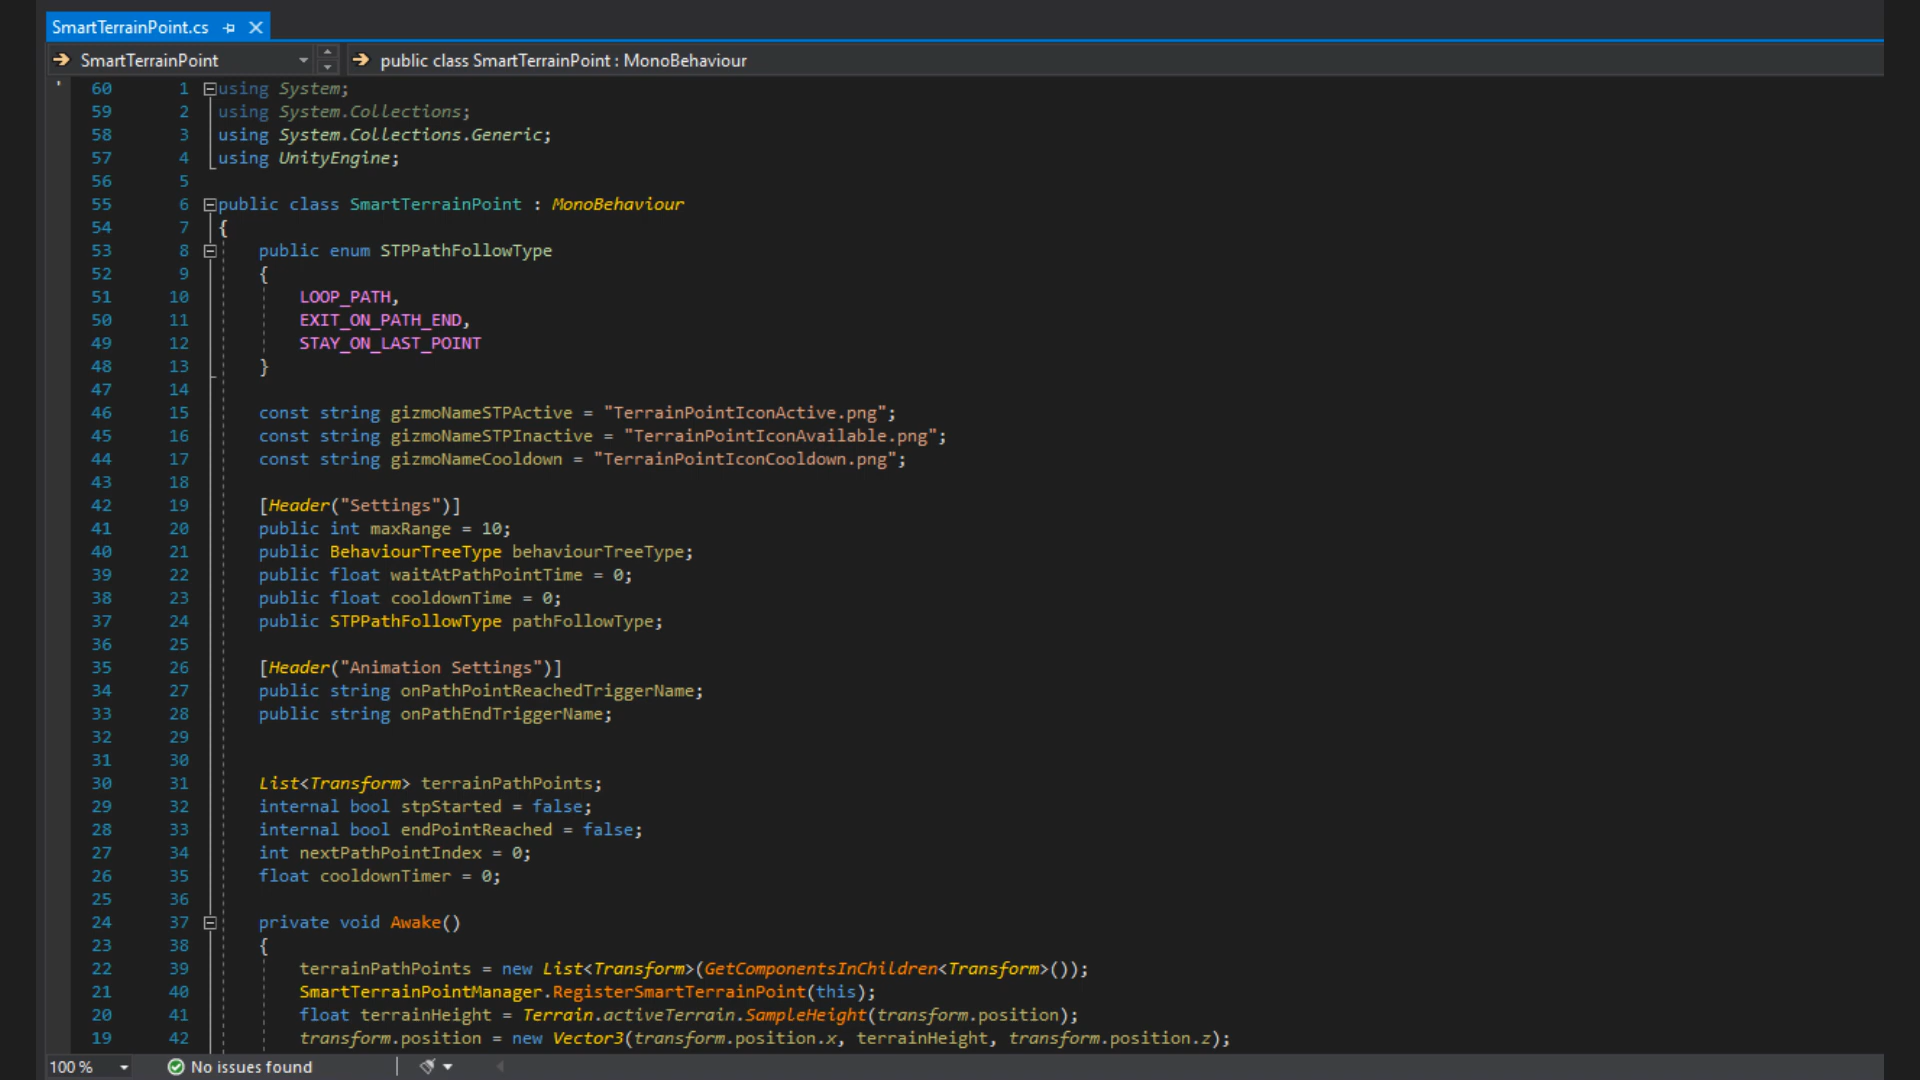 SmartTerrainPoint.cs
SmartTerrainPoint public class SmartTerrainPoint : MonoBehaviour
60 1 using System;
59 2 using System.Collections;
58 3 using System.Collections.Generic;
57 4 using UnityEngine;
56 5
55 6 public class SmartTerrainPoint : MonoBehaviour
54 7 {
53 8 public enum STPPathFollowType
52 9 {
51 10 LOOP_PATH,
50 11 EXIT_ON_PATH_END,
49 12 STAY_ON_LAST_POINT
48 13 }
47 14
46 15 const string gizmoNameSTPActive = "TerrainPointIconActive.png";
45 16 const string gizmoNameSTPInactive = "TerrainPointIconAvailable.png";
44 17 const string gizmoNameCooldown = "TerrainPointIconCooldown.png";
43 18
42 19 [Header("Settings")]
41 20 public int maxRange = 10;
40 21 public BehaviourTreeType behaviourTreeType;
39 22 public float waitAtPathPointTime = 0;
38 23 public float cooldownTime = 0;
37 24 public STPPathFollowType pathFollowType;
36 25
35 26 [Header("Animation Settings")]
34 27 public string onPathPointReachedTriggerName;
33 28 public string onPathEndTriggerName;
32 29
31 30
30 31 List<Transform> terrainPathPoints;
29 32 internal bool stpStarted = false;
28 33 internal bool endPointReached = false;
27 34 int nextPathPointIndex = 0;
26 35 float cooldownTimer = 0;
25 36
24 37 private void Awake()
23 38 {
22 39 terrainPathPoints = new List<Transform>(GetComponentsInChildren<Transform>());
21 40 SmartTerrainPointManager.RegisterSmartTerrainPoint(this);
20 41 float terrainHeight = Terrain.activeTerrain.SampleHeight(transform.position);
19 42 transform.position = new Vector3(transform.position.x, terrainHeight, transform.position.z);
100 % No issues found